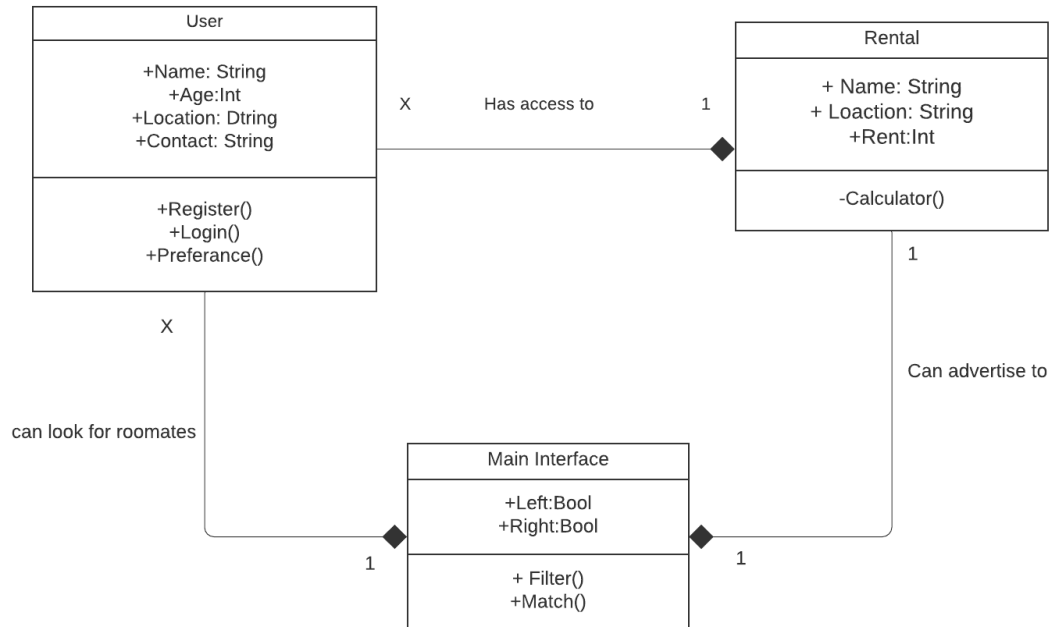 User
+Name: String
+Age:Int
+Location: Dtring
+Contact: String
+Register()
+Login()
+Preferance()
X
Has access to
1
Rental
+ Name: String
+ Loaction: String
+Rent:Int
-Calculator()
1
Can advertise to
X
can look for roomates
1
Main Interface
+Left:Bool
+Right:Bool
+ Filter()
+Match()
1